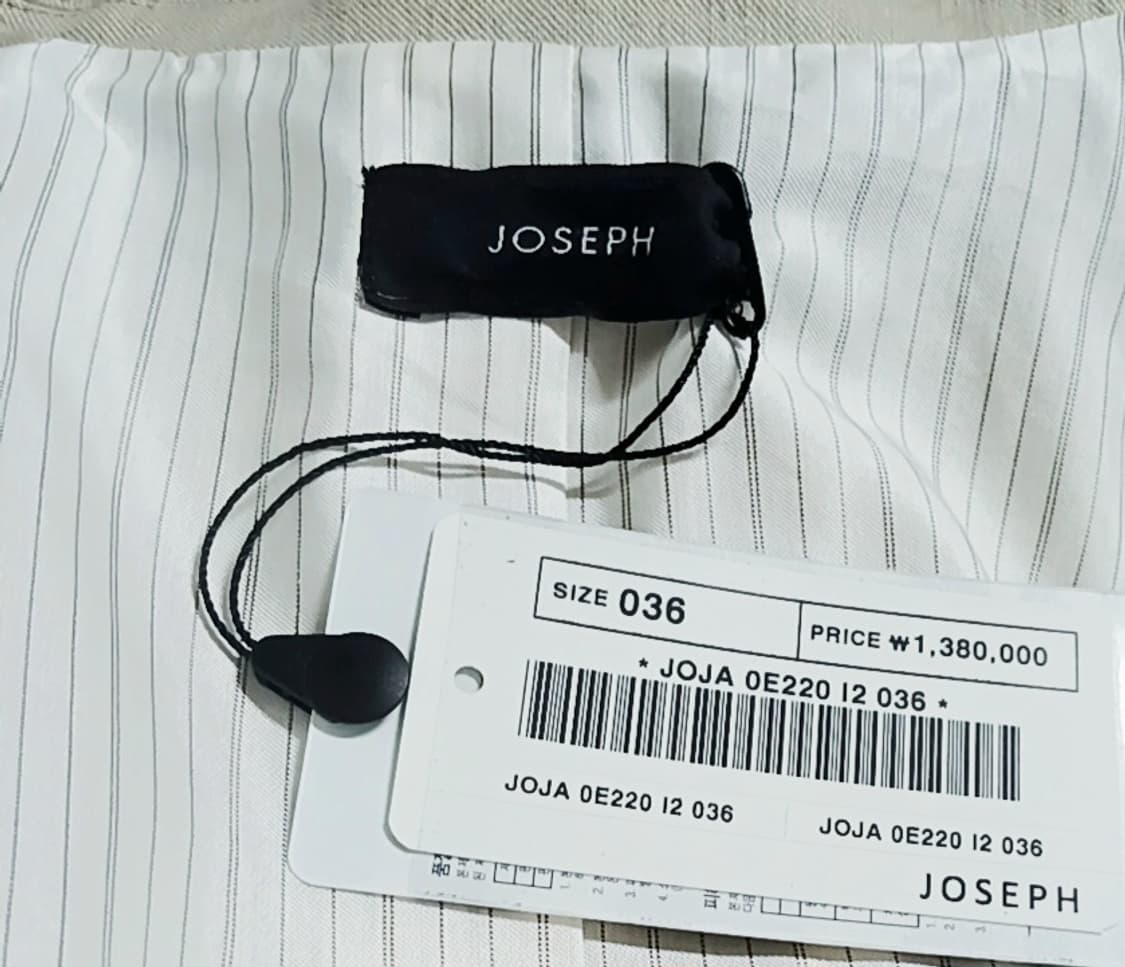 JOSEPH
SIZE 036
PRICE ₩1,380,000
* JOJA 0E220 I2 036 *
JOJA 0E220 I2 036
JOJA 0E220 I2 036
JOSEPH